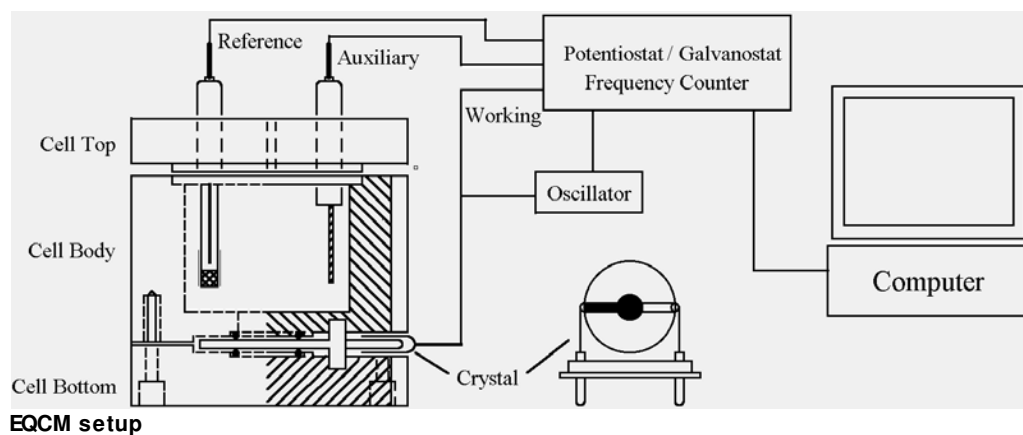 Reference
Auxiliary
Potentiostat / Galvanostat
Frequency Counter
Working
Cell Top
Oscillator
Cell Body
Computer
Crystal
Cell Bottom
EQCM setup